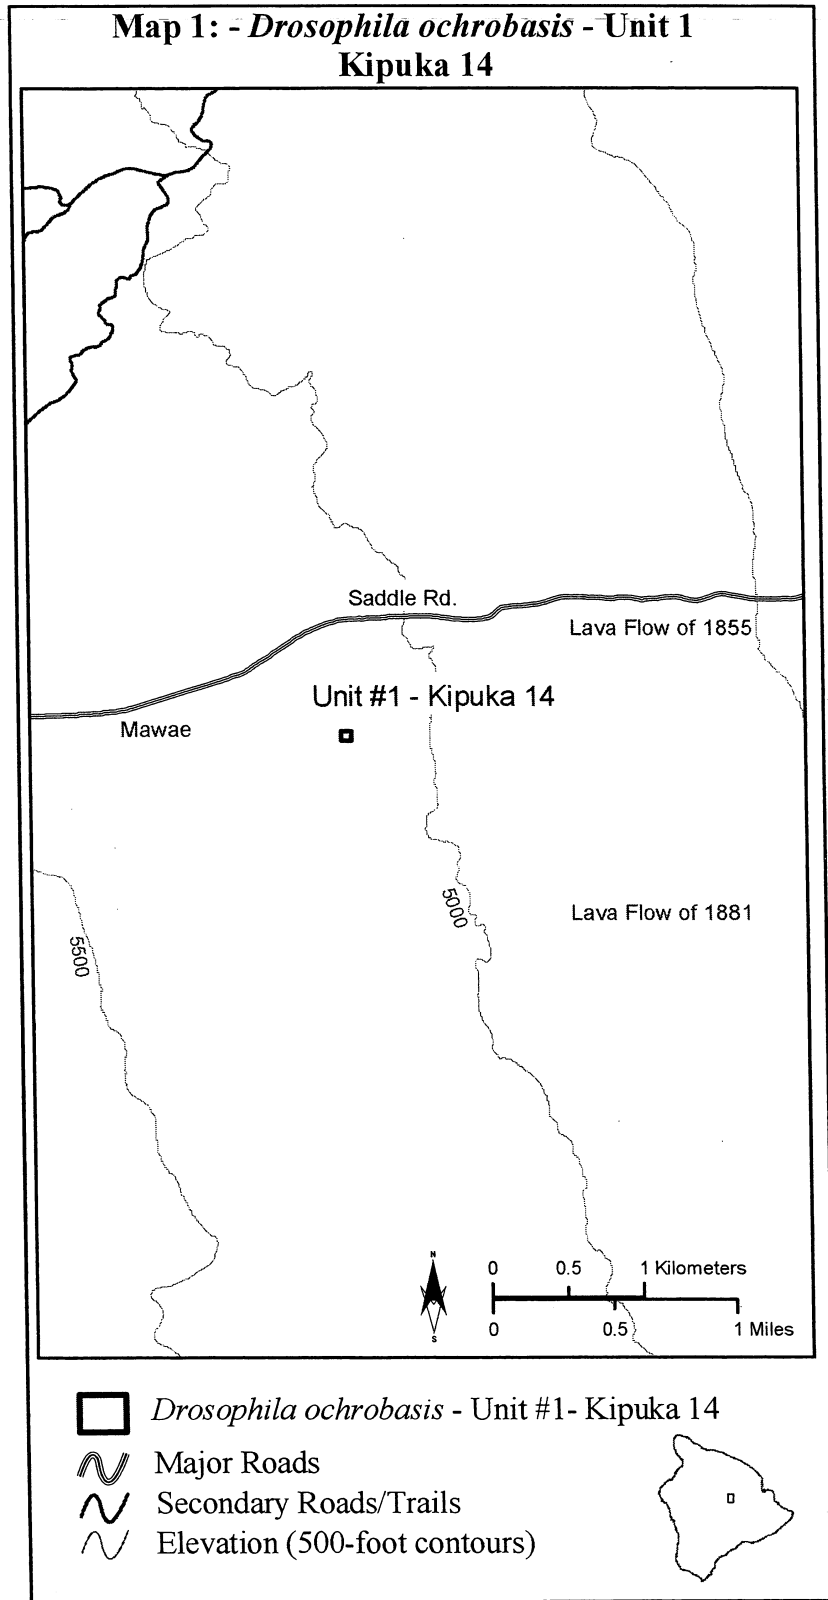 Map 1: - Drosophila ochrobasis - Unit 1
Kipuka 14
Saddle Rd.
Lava Flow of 1855
Unit #1 - Kipuka 14
Mawae
5000
Lava Flow of 1881
5500
N
S
0 0.5 1 Kilometers
0 0.5 1 Miles
Drosophila ochrobasis - Unit #1- Kipuka 14
Major Roads
Secondary Roads/Trails
Elevation (500-foot contours)